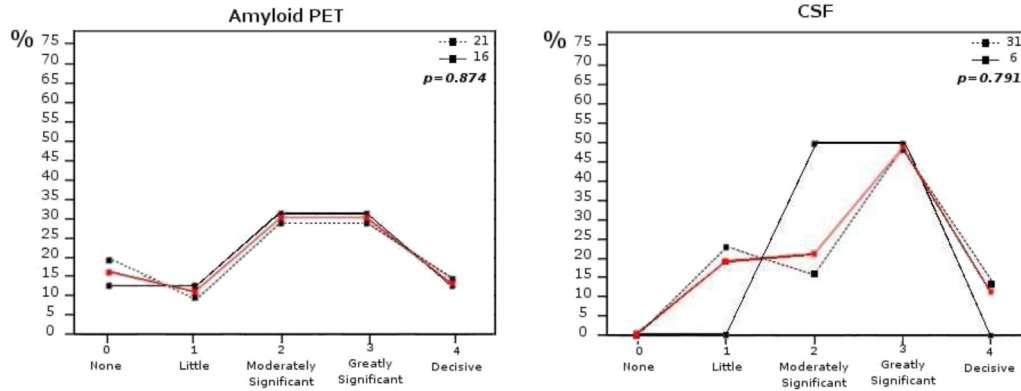 Amyloid PET
%
75
70
65
60
55
50
45
40
35
30
25
20
15
10
5
0
21
16
p=0.874
0
None
1
Little
2
Moderately
Significant
3
Greatly
Significant
4
Decisive
CSF
%
75
70
65
60
55
50
45
40
35
30
25
20
15
10
5
0
31
6
p=0.791
0
None
1
Little
2
Moderately
Significant
3
Greatly
Significant
4
Decisive